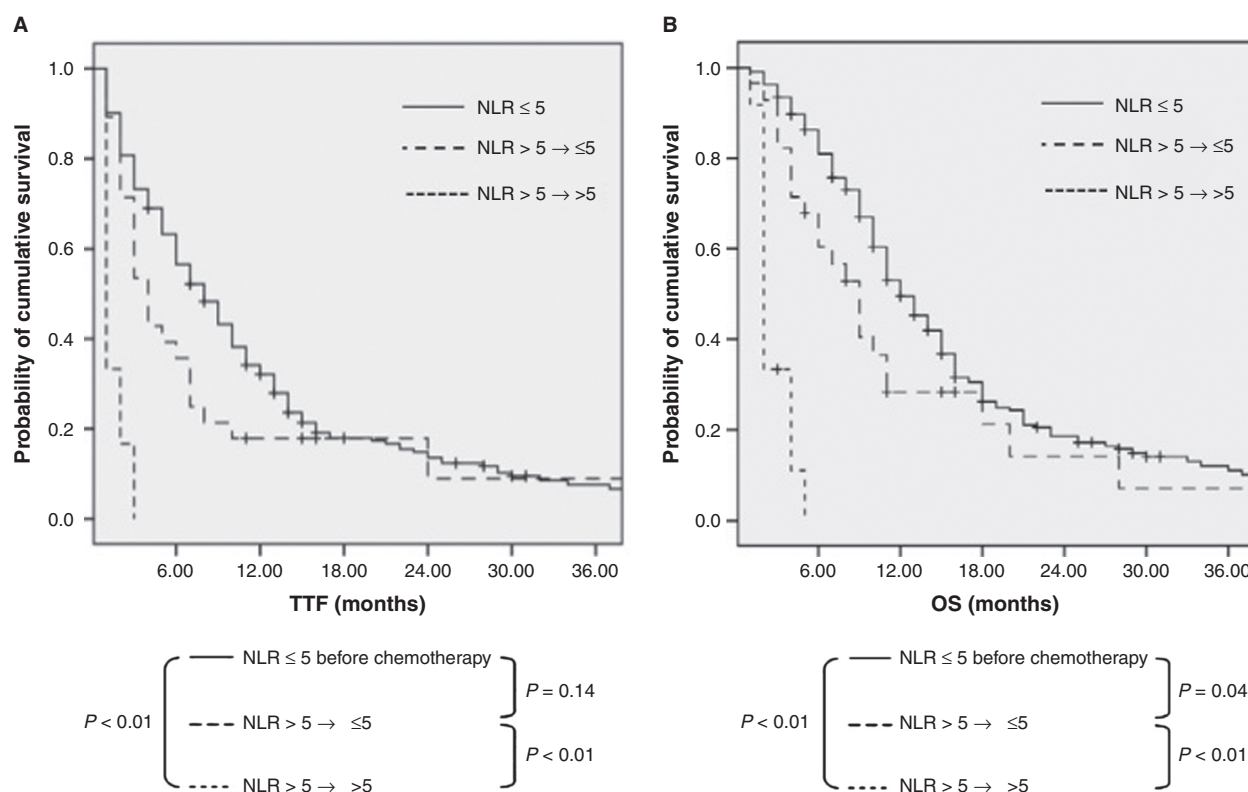 A
Probability of cumulative survival
1.0
0.8
0.6
0.4
0.2
0.0
NLR ≤ 5
NLR > 5 → ≤5
NLR > 5 → >5
6.00 12.00 18.00 24.00 30.00 36.00
TTF (months)
NLR ≤ 5 before chemotherapy
P = 0.14
P < 0.01
NLR > 5 → ≤5
P < 0.01
NLR > 5 → >5
B
Probability of cumulative survival
1.0
0.8
0.6
0.4
0.2
0.0
NLR ≤ 5
NLR > 5 → ≤5
NLR > 5 → >5
6.00 12.00 18.00 24.00 30.00 36.00
OS (months)
NLR ≤ 5 before chemotherapy
P = 0.04
P < 0.01
NLR > 5 → ≤5
P < 0.01
NLR > 5 → >5